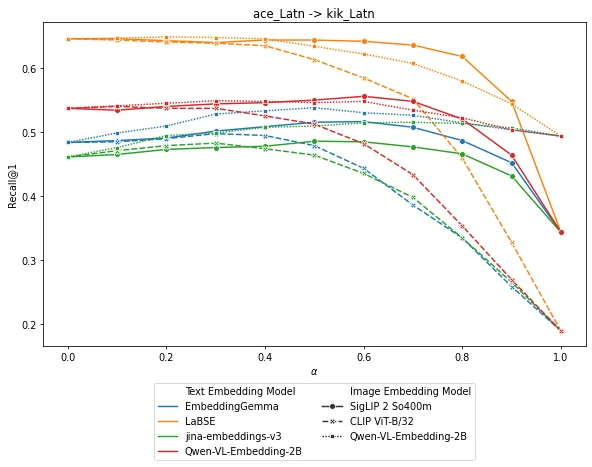 ace_Latn -> kik_Latn
Recall@1
0.6
0.5
0.4
0.3
0.2
0.0 0.2 0.4 0.6 0.8 1.0
α
Text Embedding Model
EmbeddingGemma
LaBSE
jina-embeddings-v3
Qwen-VL-Embedding-2B
Image Embedding Model
SigLIP 2 So400m
CLIP ViT-B/32
Qwen-VL-Embedding-2B